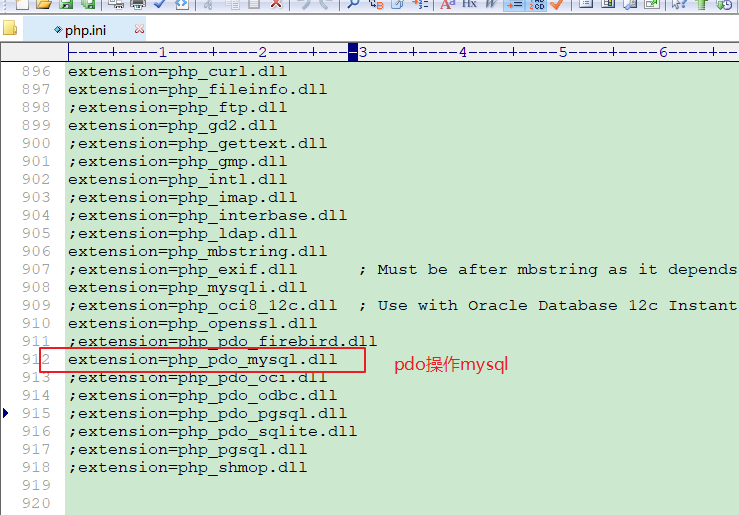 php.ini
----+----1----+----2----+----3----+----4----+----5----+----6----+--
896 extension=php_curl.dll
897 extension=php_fileinfo.dll
898 ;extension=php_ftp.dll
899 extension=php_gd2.dll
900 ;extension=php_gettext.dll
901 ;extension=php_gmp.dll
902 extension=php_intl.dll
903 ;extension=php_imap.dll
904 ;extension=php_interbase.dll
905 ;extension=php_ldap.dll
906 extension=php_mbstring.dll
907 ;extension=php_exif.dll      ; Must be after mbstring as it depends
908 extension=php_mysqli.dll
909 ;extension=php_oci8_12c.dll  ; Use with Oracle Database 12c Instant
910 extension=php_openssl.dll
911 ;extension=php_pdo_firebird.dll
912 extension=php_pdo_mysql.dll
pdo操作mysql
913 ;extension=php_pdo_oci.dll
914 ;extension=php_pdo_odbc.dll
915 ;extension=php_pdo_pgsql.dll
916 ;extension=php_pdo_sqlite.dll
917 ;extension=php_pgsql.dll
918 ;extension=php_shmop.dll
919
920